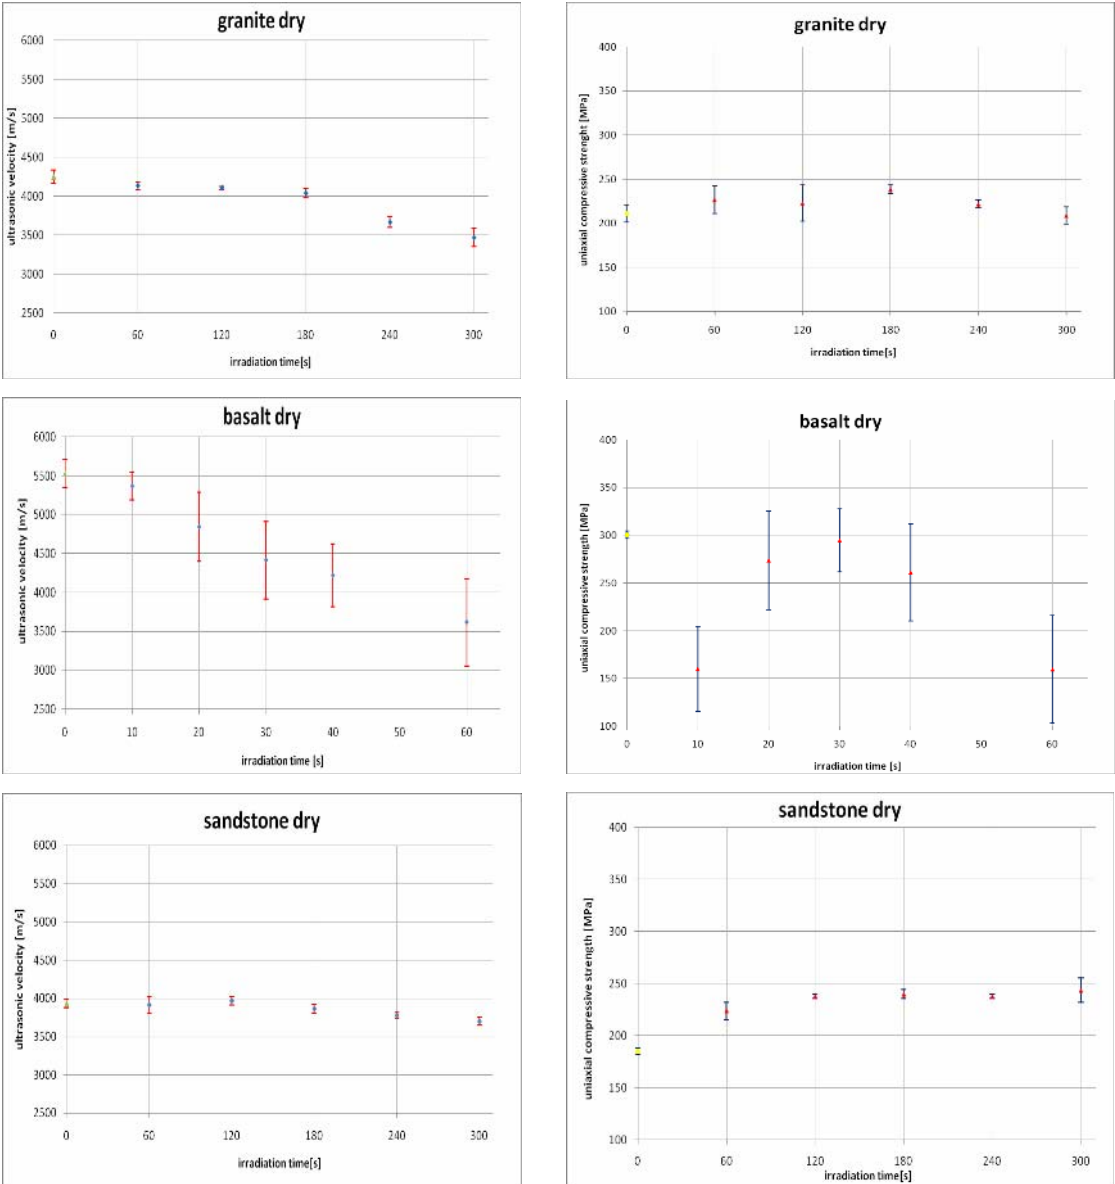 granite dry
6000
5500
5000
4500
4000
3500
3000
2500
ultrasonic velocity [m/s]
0 60 120 180 240 300
irradiation time[s]
granite dry
400
350
300
250
200
150
100
uniaxial compressive strenght [MPa]
0 60 120 180 240 300
irradiation time[s]
basalt dry
6000
5500
5000
4500
4000
3500
3000
2500
ultrasonic velocity [m/s]
0 10 20 30 40 50 60
irradiation time [s]
basalt dry
400
350
300
250
200
150
100
uniaxial compressive strength [MPa]
0 10 20 30 40 50 60
irradiation time [s]
sandstone dry
6000
5500
5000
4500
4000
3500
3000
2500
ultrasonic velocity [m/s]
0 60 120 180 240 300
irradiation time[s]
sandstone dry
400
350
300
250
200
150
100
uniaxial compressive strength [MPa]
0 60 120 180 240 300
irradiation time[s]